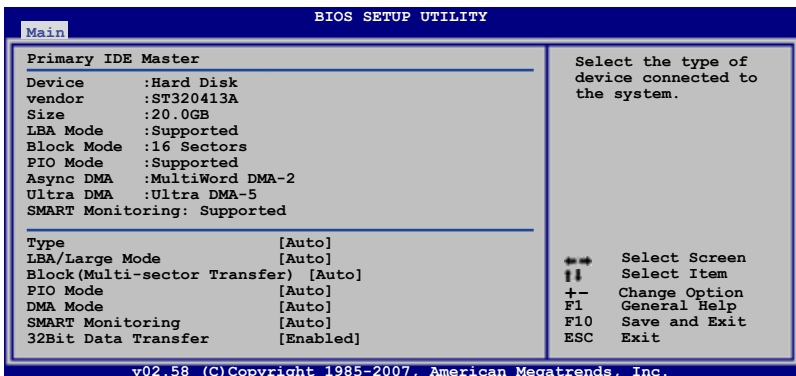 BIOS SETUP UTILITY
Main
Primary IDE Master
Device :Hard Disk
vendor :ST320413A
Size :20.0GB
LBA Mode :Supported
Block Mode :16 Sectors
PIO Mode :Supported
Async DMA :MultiWord DMA-2
Ultra DMA :Ultra DMA-5
SMART Monitoring: Supported
Type [Auto]
LBA/Large Mode [Auto]
Block(Multi-sector Transfer) [Auto]
PIO Mode [Auto]
DMA Mode [Auto]
SMART Monitoring [Auto]
32Bit Data Transfer [Enabled]
Select the type of
device connected to
the system.
←→ Select Screen
↑↓ Select Item
+- Change Option
F1 General Help
F10 Save and Exit
ESC Exit
v02.58 (C)Copyright 1985-2007, American Megatrends, Inc.